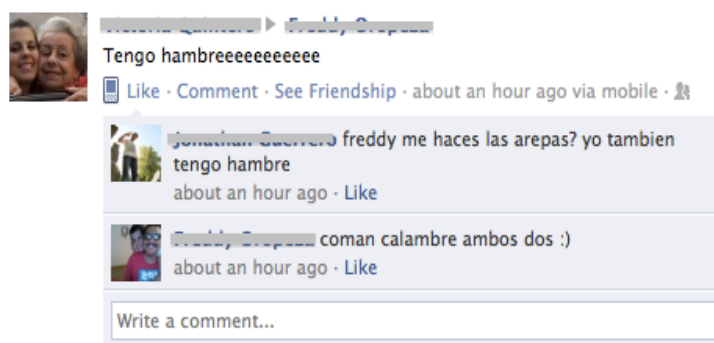 Tengo hambreeeeeeeeeee
Like · Comment · See Friendship · about an hour ago via mobile ·
freddy me haces las arepas? yo tambien
tengo hambre
about an hour ago · Like
coman calambre ambos dos :)
about an hour ago · Like
Write a comment...